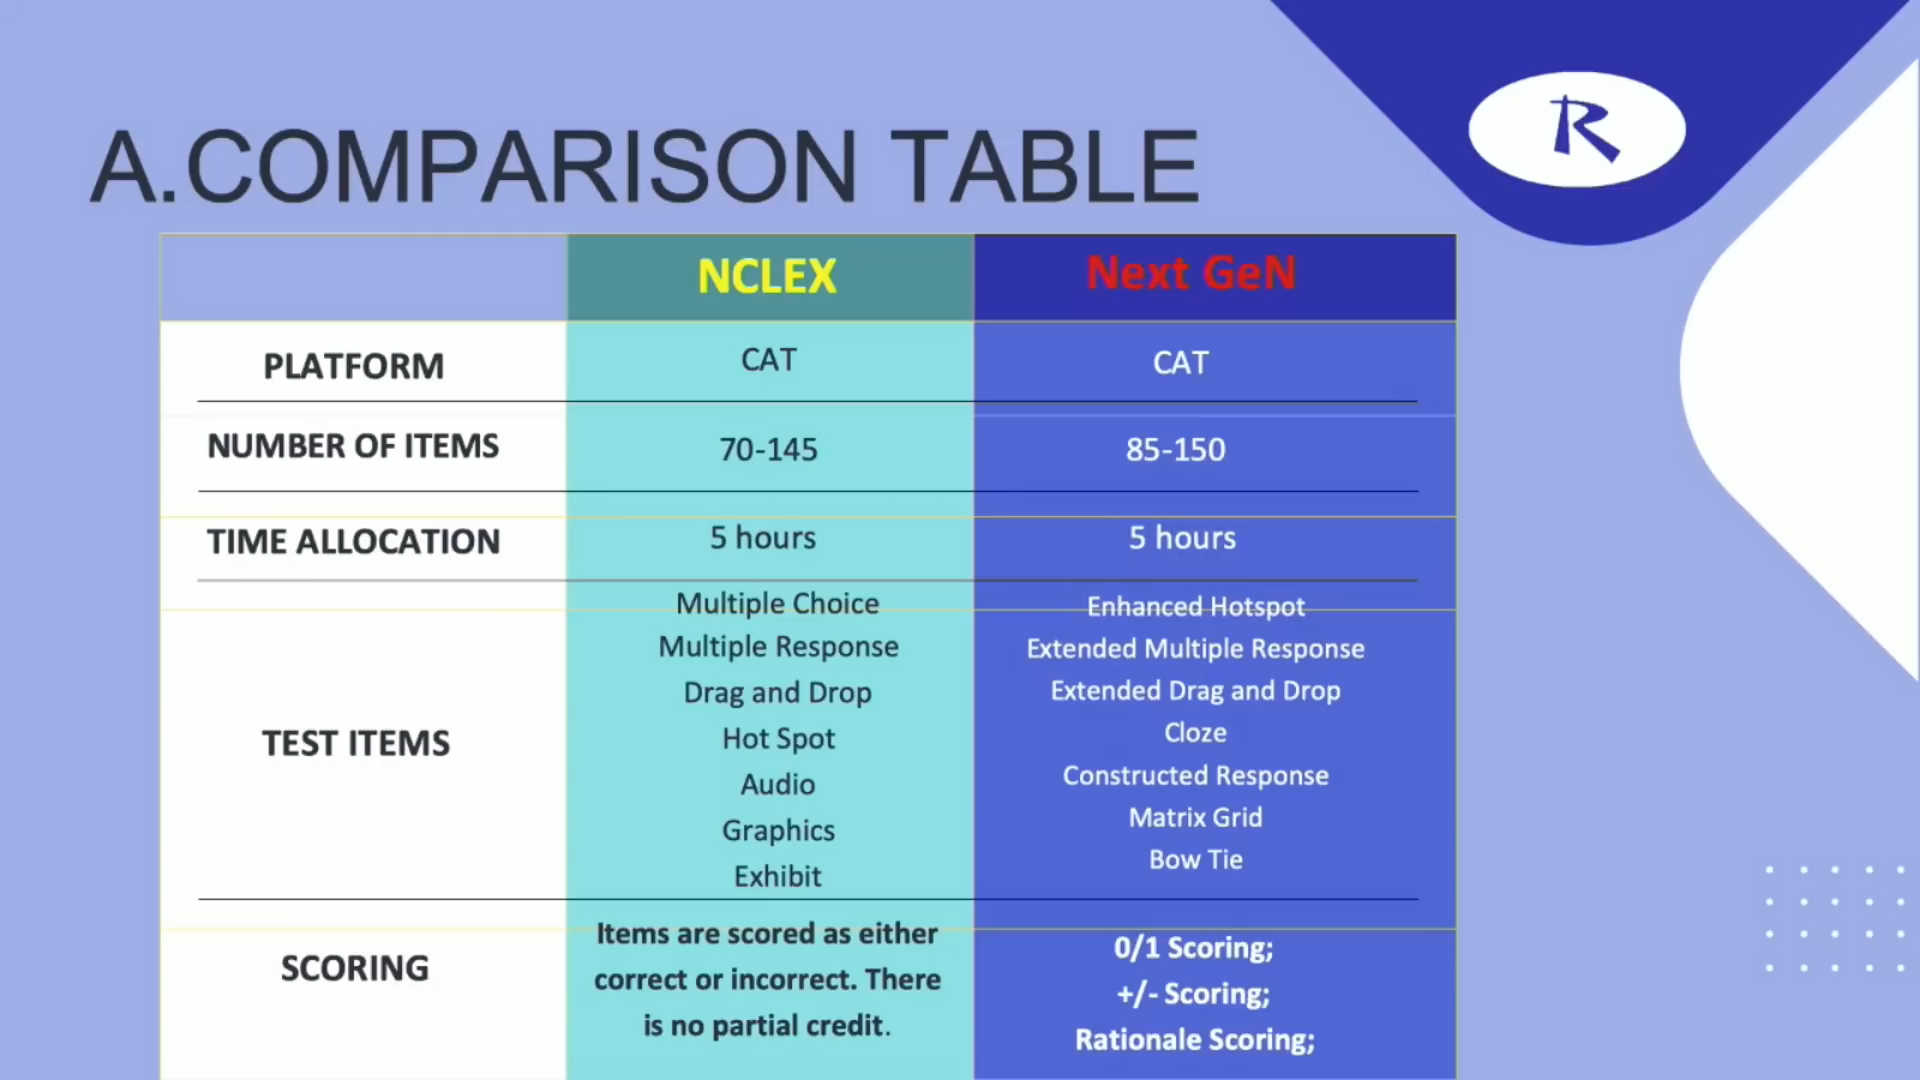 R
A.COMPARISON TABLE
NCLEX Next GeN
PLATFORM CAT CAT
NUMBER OF ITEMS 70-145 85-150
TIME ALLOCATION 5 hours 5 hours
TEST ITEMS
Multiple Choice
Multiple Response
Drag and Drop
Hot Spot
Audio
Graphics
Exhibit
Enhanced Hotspot
Extended Multiple Response
Extended Drag and Drop
Cloze
Constructed Response
Matrix Grid
Bow Tie
SCORING
Items are scored as either
correct or incorrect. There
is no partial credit.
0/1 Scoring;
+/- Scoring;
Rationale Scoring;